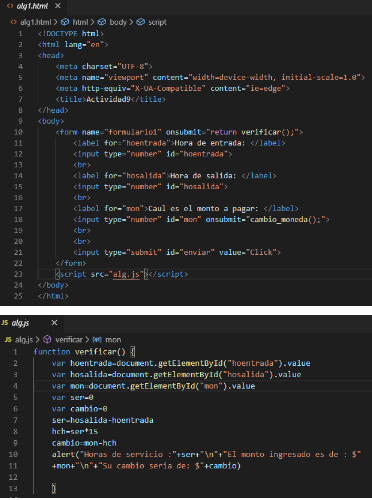 alg1.html ×
<> alg1.html > html > body > script
1 <!DOCTYPE html>
2 <html lang="en">
3 <head>
4 <meta charset="UTF-8">
5 <meta name="viewport" content="width=device-width, initial-scale=1.0">
6 <meta http-equiv="X-UA-Compatible" content="ie=edge">
7 <title>Actividad9</title>
8 </head>
9 <body>
10 <form name="formulario1" onsubmit="return verificar();">
11 <label for="hoentrada">Hora de entrada: </label>
12 <input type="number" id="hoentrada">
13 <br>
14 <label for="hosalida">Hora de salida: </label>
15 <input type="number" id="hosalida">
16 <br>
17 <label for="mon">Caul es el monto a pagar: </label>
18 <input type="number" id="mon" onsubmit="cambio_moneda();">
19 <br>
20 <br>
21 <input type="submit" id="enviar" value="Click">
22 </form>
23 <script src="alg.js"></script>
24 </body>
25 </html>
JS alg.js ×
JS alg.js > verificar > mon
1 function verificar() {
2 var hoentrada=document.getElementById("hoentrada").value
3 var hosalida=document.getElementById("hosalida").value
4 var mon=document.getElementById("mon").value
5 var ser=0
6 var cambio=0
7 ser=hosalida-hoentrada
8 hch=ser*15
9 cambio=mon-hch
10 alert("Horas de servicio :"+ser+"\n"+"El monto ingresado es de : $"
11 +mon+"\n"+"Su cambio seria de: $"+cambio)
12
13 }